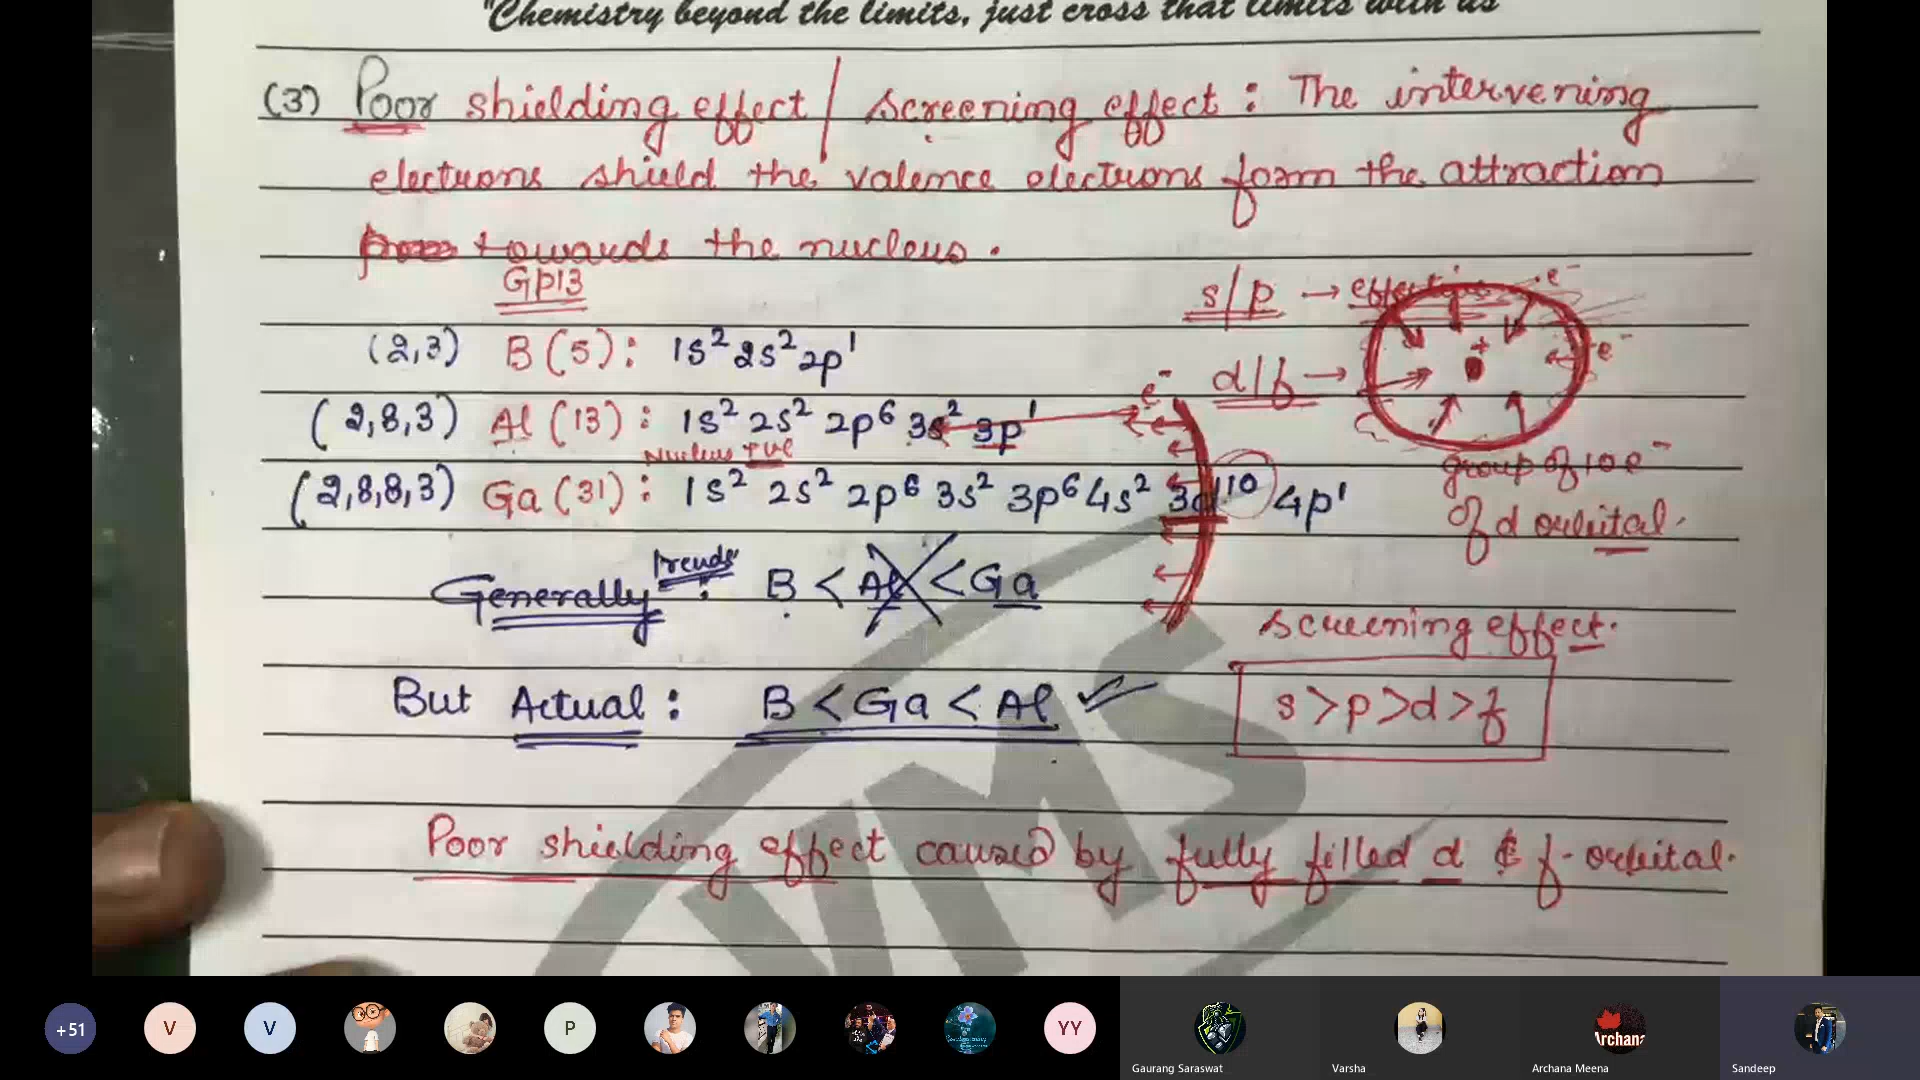 "Chemistry beyond the limits, just cross that limits with us"
(3) Poor shielding effect / screening effect : The intervening
electrons shield the valence electrons form the attraction
towards the nucleus.
Gp13
s/p → effective e⁻
(2,3) B(5): 1s² 2s² 2p¹
+ e⁻
d/f →
e⁻
(2,8,3) Al(13): 1s² 2s² 2p⁶ 3s² 3p¹
Nucleus +ve
group of 10 e⁻
(2,8,8,3) Ga(31): 1s² 2s² 2p⁶ 3s² 3p⁶ 4s² 3d¹⁰ 4p¹
of d orbital.
Generally trends : B < Al < Ga
screening effect.
But Actual : B < Ga < Al ✓
s > p > d > f
Poor shielding effect caused by fully filled d & f-orbital.
VMS
+51
V
V
P
YY
Archana
Gaurang Saraswat
Varsha
Archana Meena
Sandeep